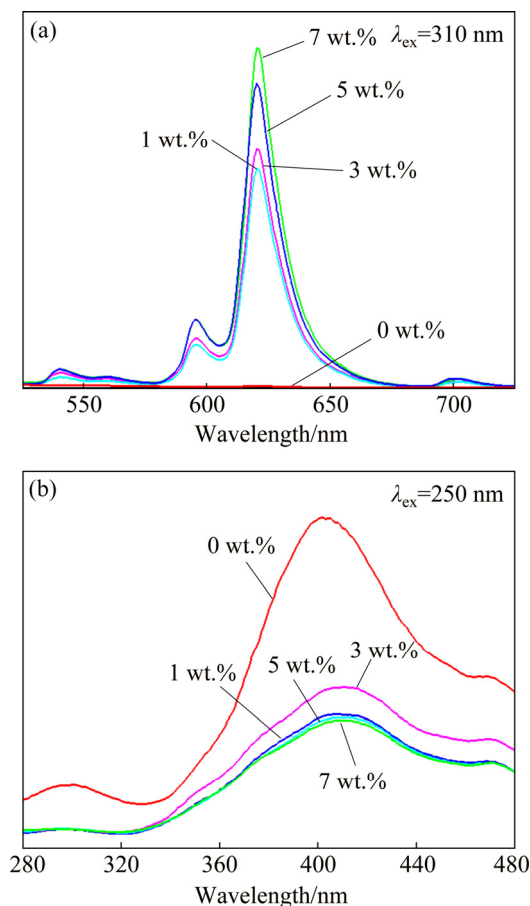 (a)
7 wt.%
λex=310 nm
5 wt.%
1 wt.%
3 wt.%
0 wt.%
550 600 650 700
Wavelength/nm
(b)
λex=250 nm
0 wt.%
3 wt.%
5 wt.%
1 wt.%
7 wt.%
280 320 360 400 440 480
Wavelength/nm